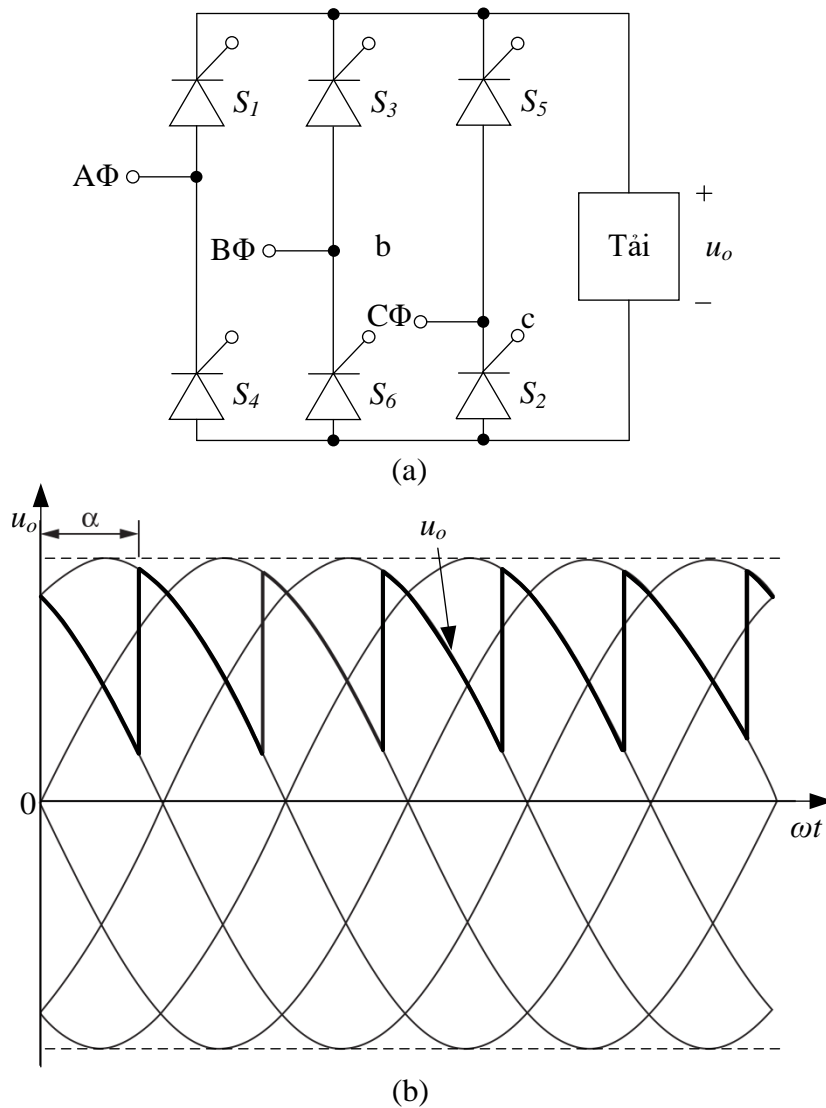 S1 S3 S5
AΦ
BΦ b
Tải
+
uo
−
CΦ c
S4 S6 S2
(a)
uo
α
uo
0
ωt
(b)